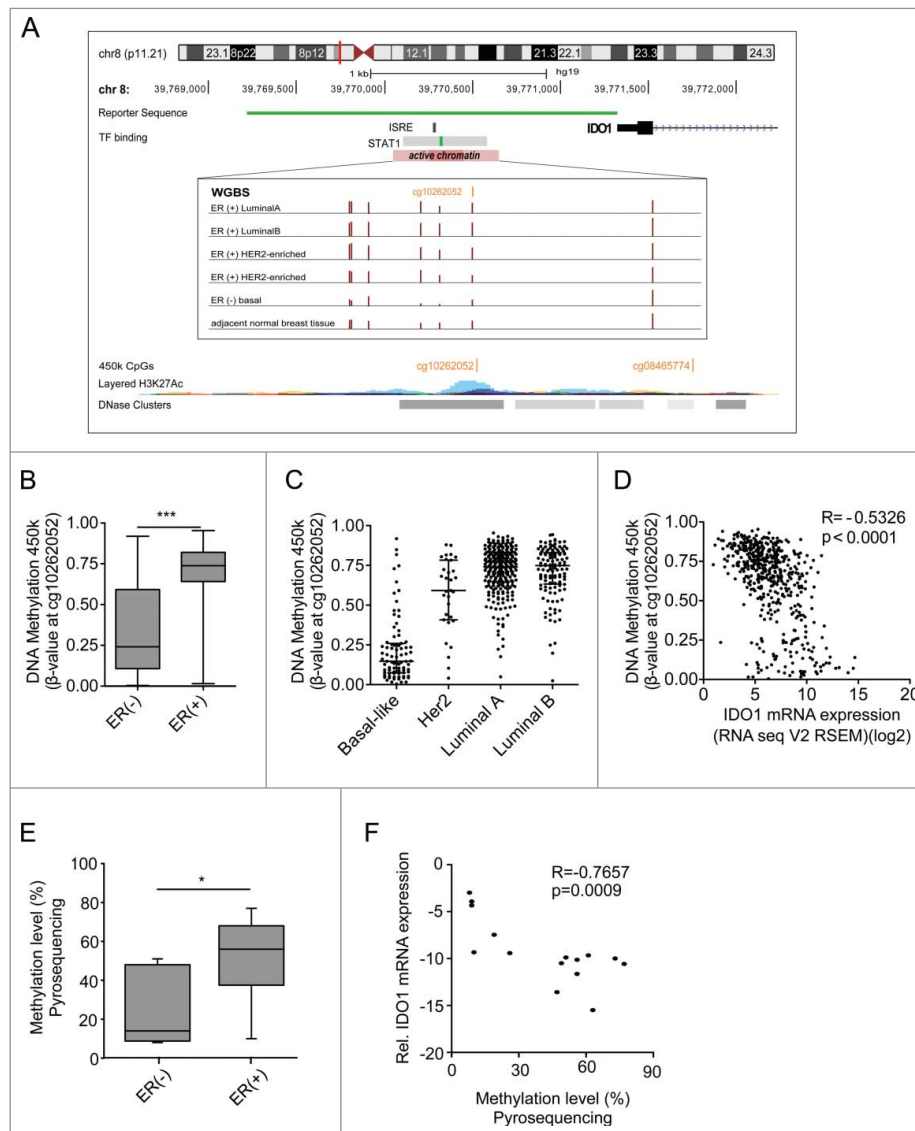 A
chr8 (p11.21) 23.1 8p22 8p12 12.1 21.3 22.1 23.3 24.3
1 kb hg19
chr 8: 39,769,000 39,769,500 39,770,000 39,770,500 39,771,000 39,771,500 39,772,000
Reporter Sequence
TF binding ISRE IDO1
STAT1
active chromatin
WGBS cg10262052
ER (+) LuminalA
ER (+) LuminalB
ER (+) HER2-enriched
ER (+) HER2-enriched
ER (-) basal
adjacent normal breast tissue
450k CpGs cg10262052 cg08465774
Layered H3K27Ac
DNase Clusters
B
DNA Methylation 450k
(β-value at cg10262052)
1.00
0.75
0.50
0.25
0.00
***
ER(-) ER(+)
C
DNA Methylation 450k
(β-value at cg10262052)
1.00
0.75
0.50
0.25
0.00
Basal-like Her2 Luminal A Luminal B
D
DNA Methylation 450k
(β-value at cg10262052)
1.00
0.75
0.50
0.25
0.00
R= -0.5326
p<0.0001
0 5 10 15 20
IDO1 mRNA expression
(RNA seq V2 RSEM)(log2)
E
Methylation level (%)
Pyrosequencing
100
80
60
40
20
0
*
ER(-) ER(+)
F
Rel. IDO1 mRNA expression
0
-5
-10
-15
-20
R=-0.7657
p=0.0009
0 30 60 90
Methylation level (%)
Pyrosequencing